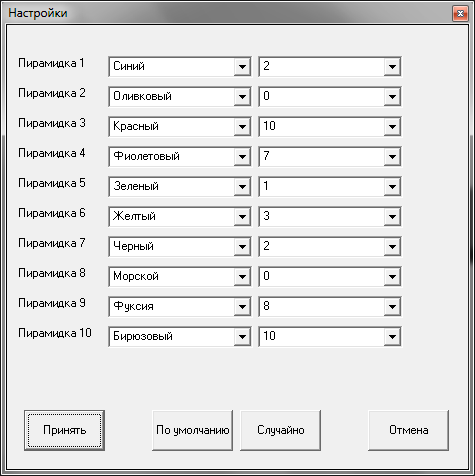 Настройки
Пирамидка 1 Синий 2
Пирамидка 2 Оливковый 0
Пирамидка 3 Красный 10
Пирамидка 4 Фиолетовый 7
Пирамидка 5 Зеленый 1
Пирамидка 6 Желтый 3
Пирамидка 7 Черный 2
Пирамидка 8 Морской 0
Пирамидка 9 Фуксия 8
Пирамидка 10 Бирюзовый 10
Принять По умолчанию Случайно Отмена